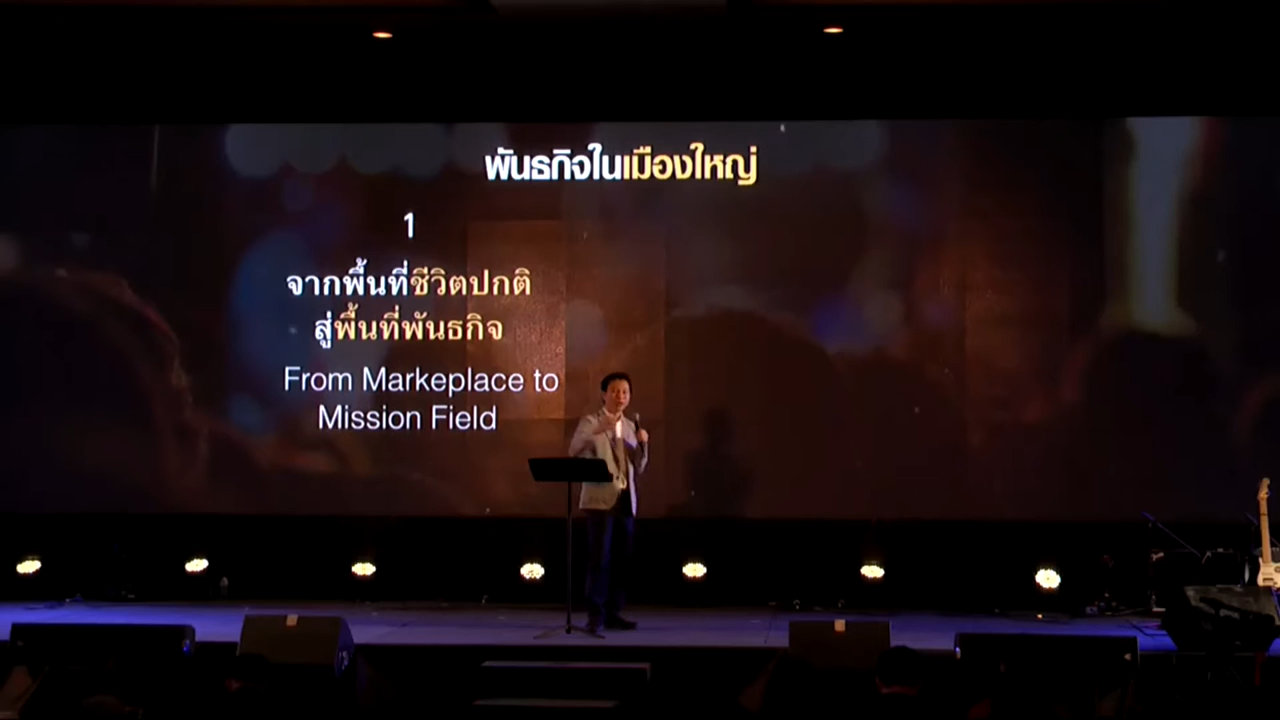 พันธกิจในเมืองใหญ่
1
จากพื้นที่ชีวิตปกติ
สู่พื้นที่พันธกิจ
From Markeplace to
Mission Field